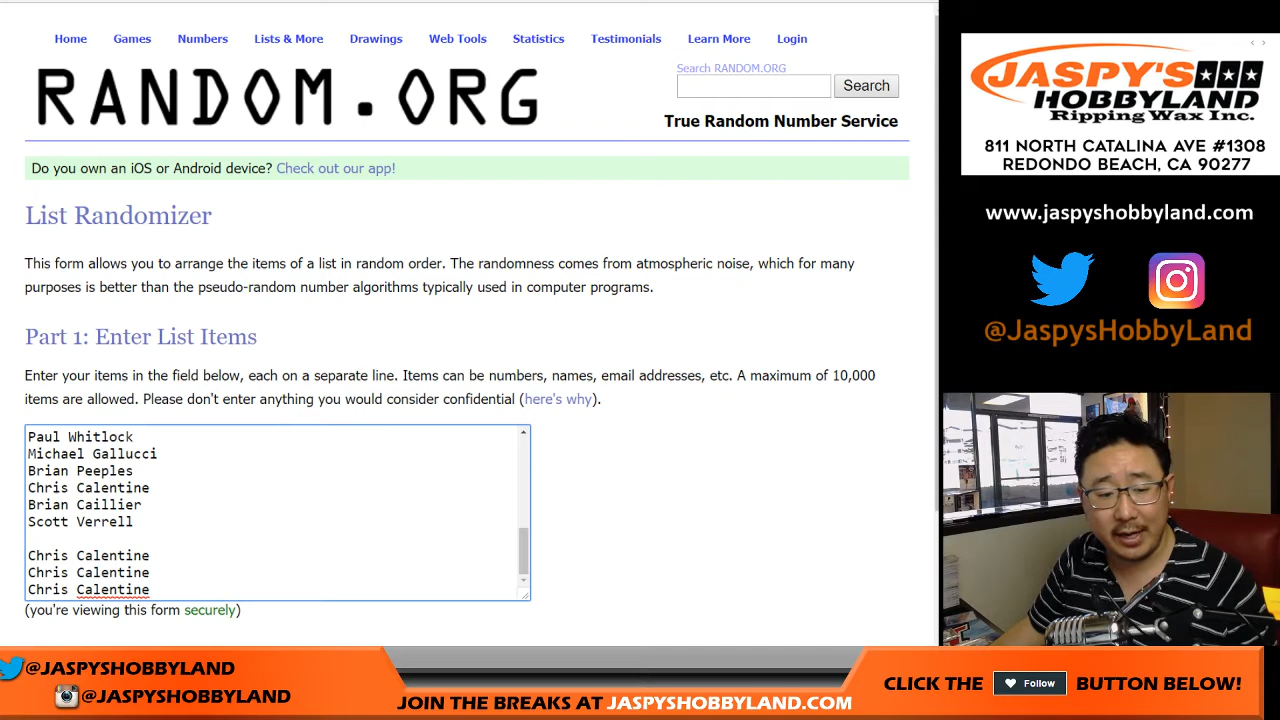 Home Games Numbers Lists & More Drawings Web Tools Statistics Testimonials Learn More Login
RANDOM.ORG
Search RANDOM.ORG
Search
True Random Number Service
Do you own an iOS or Android device? Check out our app!
List Randomizer
This form allows you to arrange the items of a list in random order. The randomness comes from atmospheric noise, which for many
purposes is better than the pseudo-random number algorithms typically used in computer programs.
Part 1: Enter List Items
Enter your items in the field below, each on a separate line. Items can be numbers, names, email addresses, etc. A maximum of 10,000
items are allowed. Please don't enter anything you would consider confidential (here's why).
Paul Whitlock
Michael Gallucci
Brian Peeples
Chris Calentine
Brian Caillier
Scott Verrell
Chris Calentine
Chris Calentine
Chris Calentine
(you're viewing this form securely)
JASPY'S
HOBBYLAND
Ripping Wax Inc.
811 NORTH CATALINA AVE #1308
REDONDO BEACH, CA 90277
www.jaspyshobbyland.com
@JaspysHobbyLand
@JASPYSHOBBYLAND
@JASPYSHOBBYLAND
JOIN THE BREAKS AT JASPYSHOBBYLAND.COM
CLICK THE Follow BUTTON BELOW!